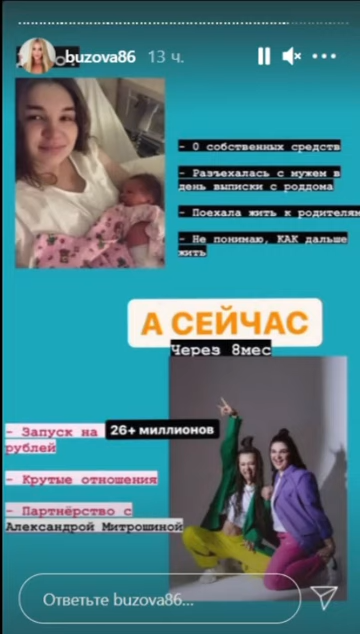 buzova86 13 ч.
- 0 собственных средств
- Разъехалась с мужем в
день выписки с роддома
- Поехала жить к родителям
- Не понимаю, КАК дальше
жить
А СЕЙЧАС
Через 8мес
- Запуск на 26+ миллионов
рублей
- Крутые отношения
- Партнёрство с
Александрой Митрошиной
Ответьте buzova86...